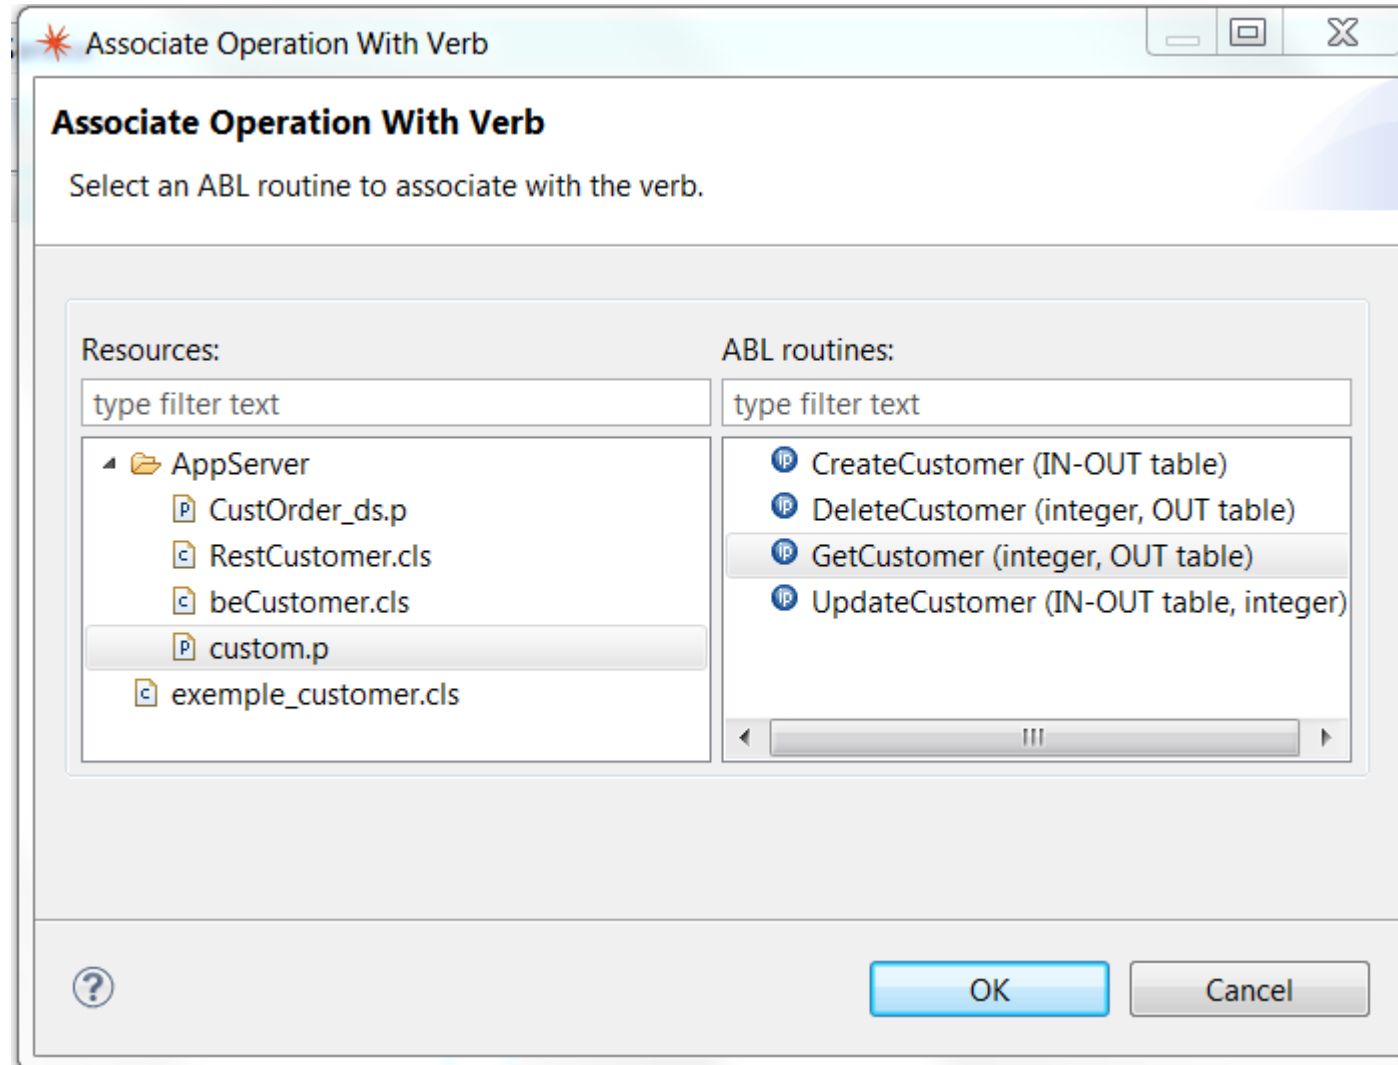 Associate Operation With Verb
Associate Operation With Verb
Select an ABL routine to associate with the verb.
Resources:
ABL routines:
type filter text
type filter text
AppServer
CustOrder_ds.p
RestCustomer.cls
beCustomer.cls
custom.p
exemple_customer.cls
CreateCustomer (IN-OUT table)
DeleteCustomer (integer, OUT table)
GetCustomer (integer, OUT table)
UpdateCustomer (IN-OUT table, integer)
OK
Cancel